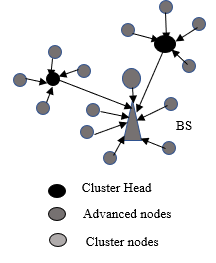 BS
Cluster Head
Advanced nodes
Cluster nodes